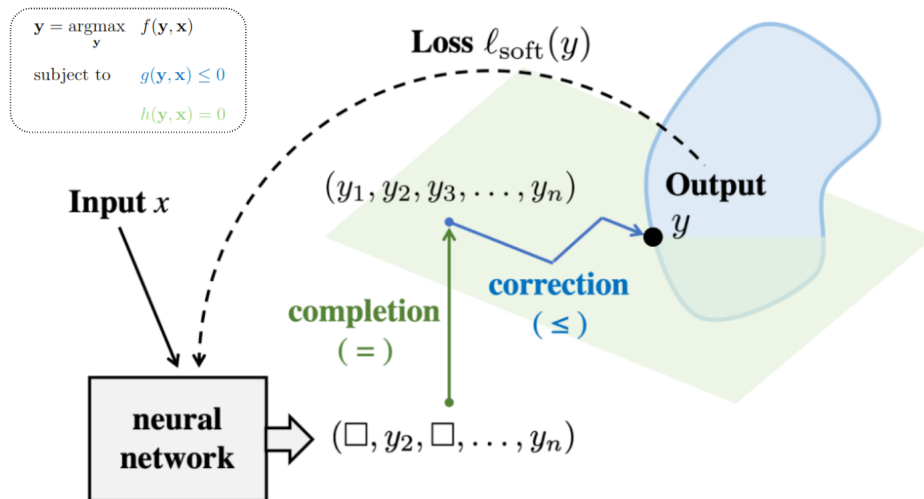 y = argmax f(y, x)
y
subject to g(y, x) ≤ 0
h(y, x) = 0
Loss ℓsoft(y)
Input x
(y1, y2, y3, . . . , yn)
Output
y
correction
( ≤ )
completion
( = )
neural
network
(□, y2, □, . . . , yn)